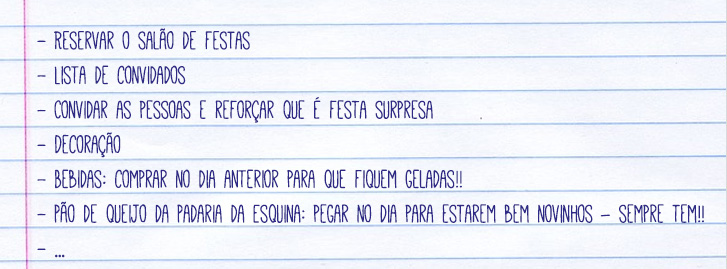 - RESERVAR O SALÃO DE FESTAS
- LISTA DE CONVIDADOS
- CONVIDAR AS PESSOAS E REFORÇAR QUE É FESTA SURPRESA
- DECORAÇÃO
- BEBIDAS: COMPRAR NO DIA ANTERIOR PARA QUE FIQUEM GELADAS!!
- PÃO DE QUEIJO DA PADARIA DA ESQUINA: PEGAR NO DIA PARA ESTAREM BEM NOVINHOS – SEMPRE TEM!!
- ...